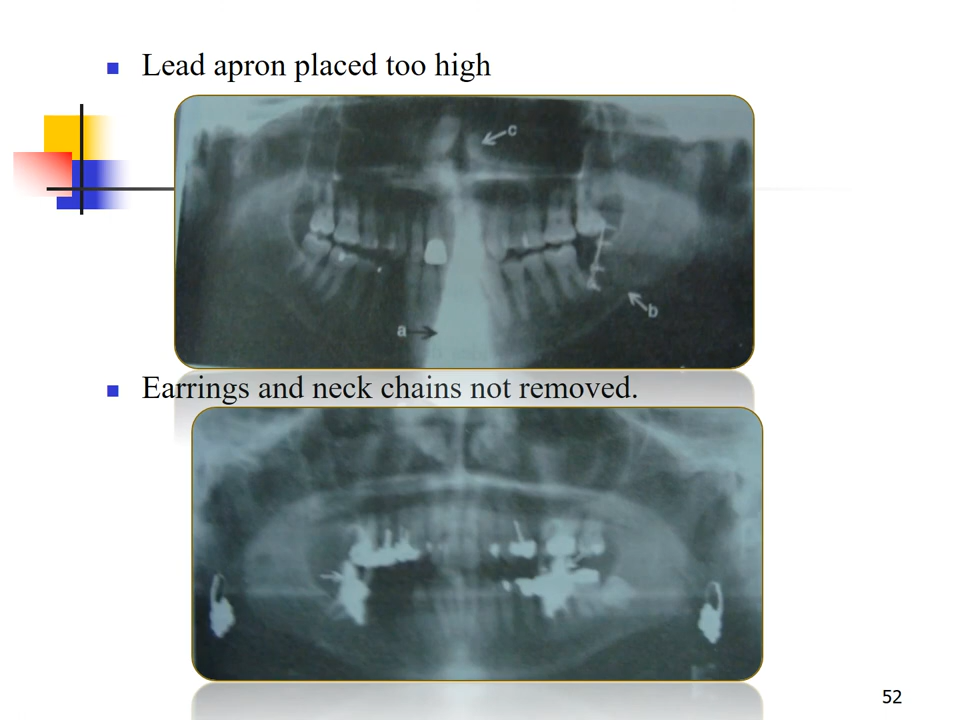 Lead apron placed too high
c
b
a
Earrings and neck chains not removed.
52